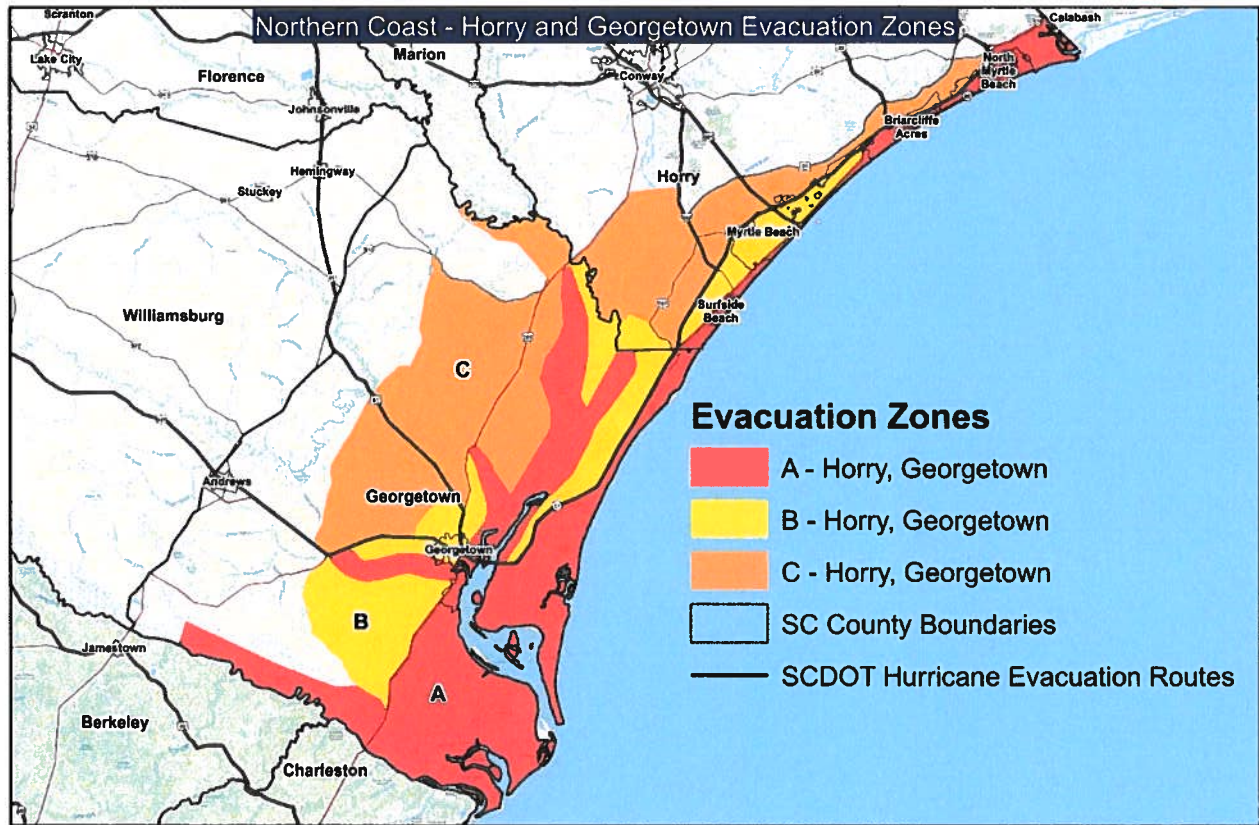 Northern Coast - Horry and Georgetown Evacuation Zones
Calabash
Scranton
Lake City
Florence
Marion
Conway
North
Myrtle
Beach
Johnsonville
Briarcliffe
Acres
Hemingway
Stuckey
Horry
Myrtle Beach
Surfside
Beach
Williamsburg
C
Andrews
Georgetown
Georgetown
B
A
Jamestown
Berkeley
Charleston
Evacuation Zones
A - Horry, Georgetown
B - Horry, Georgetown
C - Horry, Georgetown
SC County Boundaries
SCDOT Hurricane Evacuation Routes